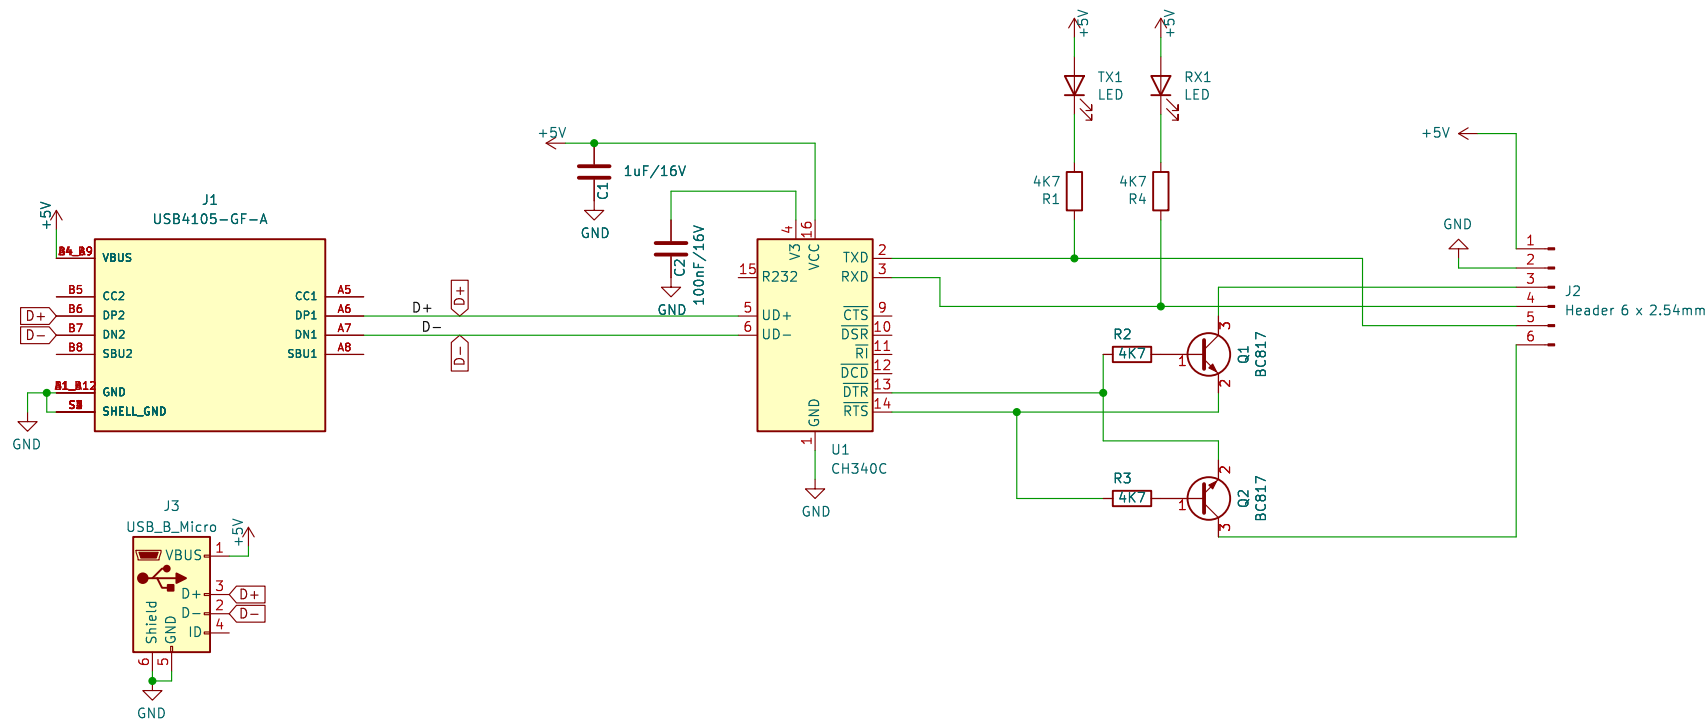 +5V
+5V
TX1
LED
RX1
LED
+5V
+5V
1uF/16V
C1
GND
4K7
R1
4K7
R4
J1
USB4105-GF-A
+5V
VBUS
B5
CC2
B6
DP2
B7
DN2
B8
SBU2
GND
SHELL_GND
CC1
A5
DP1
A6
DN1
A7
SBU1
A8
D+
D-
GND
D+
D-
D+
D-
C2
100nF/16V
GND
4
16
V3
VCC
15
R232
5
UD+
6
UD-
TXD
2
RXD
3
CTS
9
DSR
10
RI
11
DCD
12
DTR
13
RTS
14
GND
1
U1
CH340C
GND
R2
4K7
1
3
2
Q1
BC817
R3
4K7
1
2
3
Q2
BC817
GND
1
2
3
4
5
6
J2
Header 6 x 2.54mm
J3
USB_B_Micro
+5V
VBUS
1
D+
3
D+
D-
2
D-
ID
4
Shield
GND
6
5
GND